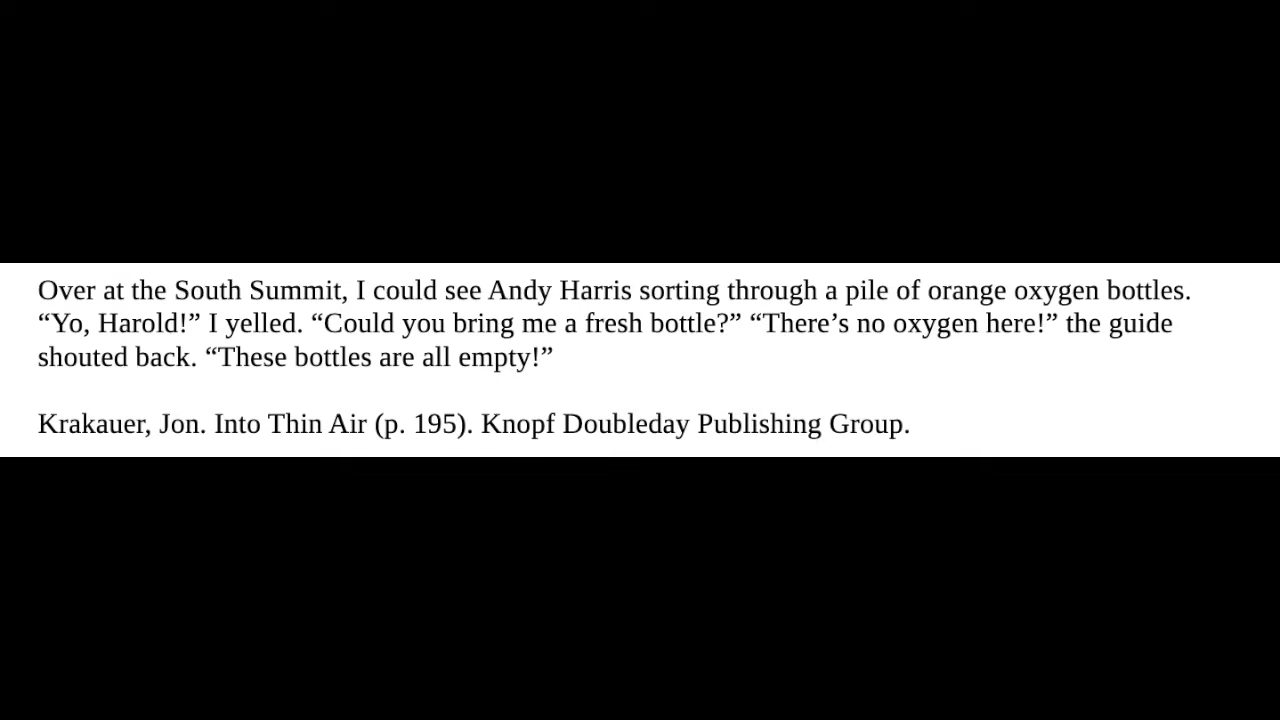 Over at the South Summit, I could see Andy Harris sorting through a pile of orange oxygen bottles.
“Yo, Harold!” I yelled. “Could you bring me a fresh bottle?” “There’s no oxygen here!” the guide
shouted back. “These bottles are all empty!”
Krakauer, Jon. Into Thin Air (p. 195). Knopf Doubleday Publishing Group.